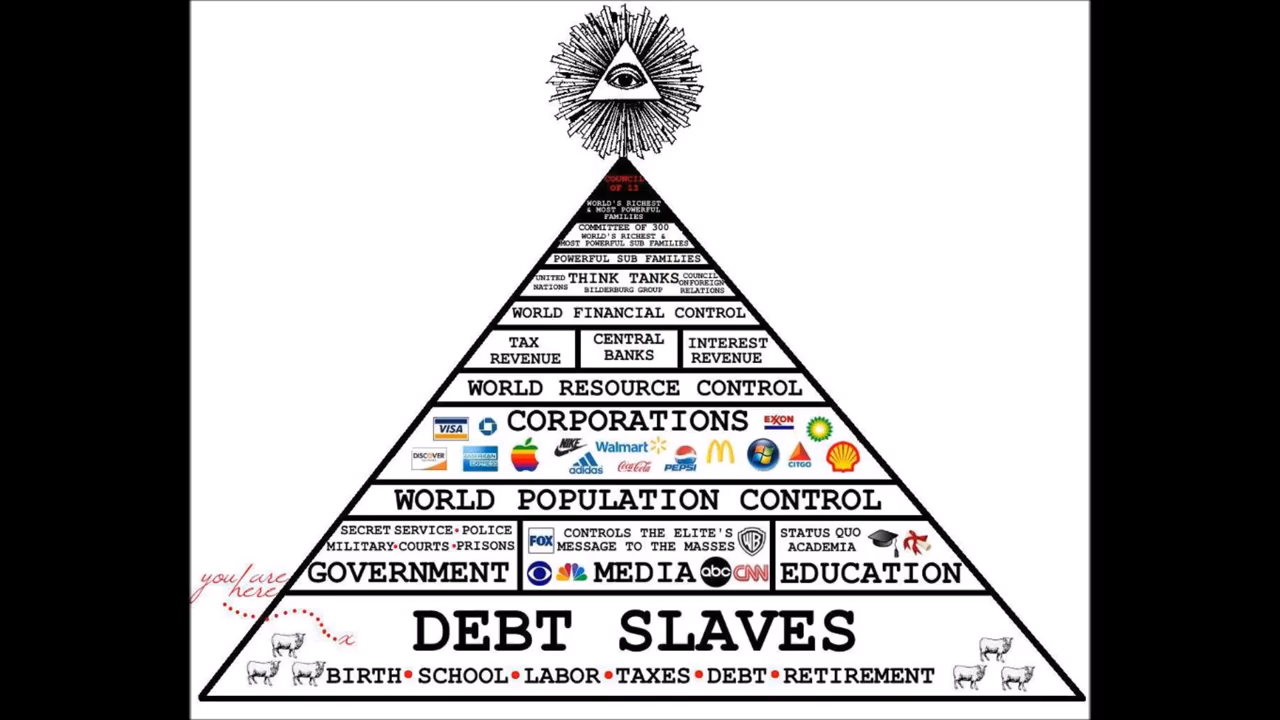 COUNCIL
OF 13
WORLD'S RICHEST
& MOST POWERFUL
FAMILIES
COMMITTEE OF 300
WORLD'S RICHEST &
MOST POWERFUL SUB FAMILIES
POWERFUL SUB FAMILIES
UNITED
NATIONS
THINK TANKS
BILDERBURG GROUP
COUNCIL
ONFOREIGN
RELATIONS
WORLD FINANCIAL CONTROL
TAX
REVENUE
CENTRAL
BANKS
INTEREST
REVENUE
WORLD RESOURCE CONTROL
CORPORATIONS
VISA
EXXON
DISCOVER
AMERICAN
EXPRESS
NIKE
adidas
Walmart
Coca-Cola
PEPSI
CITGO
WORLD POPULATION CONTROL
SECRET SERVICE•POLICE
MILITARY•COURTS•PRISONS
GOVERNMENT
FOX
CONTROLS THE ELITE'S
MESSAGE TO THE MASSES
WB
MEDIA
abc
CNN
STATUS QUO
ACADEMIA
EDUCATION
you are
here
x
DEBT SLAVES
BIRTH•SCHOOL•LABOR•TAXES•DEBT•RETIREMENT